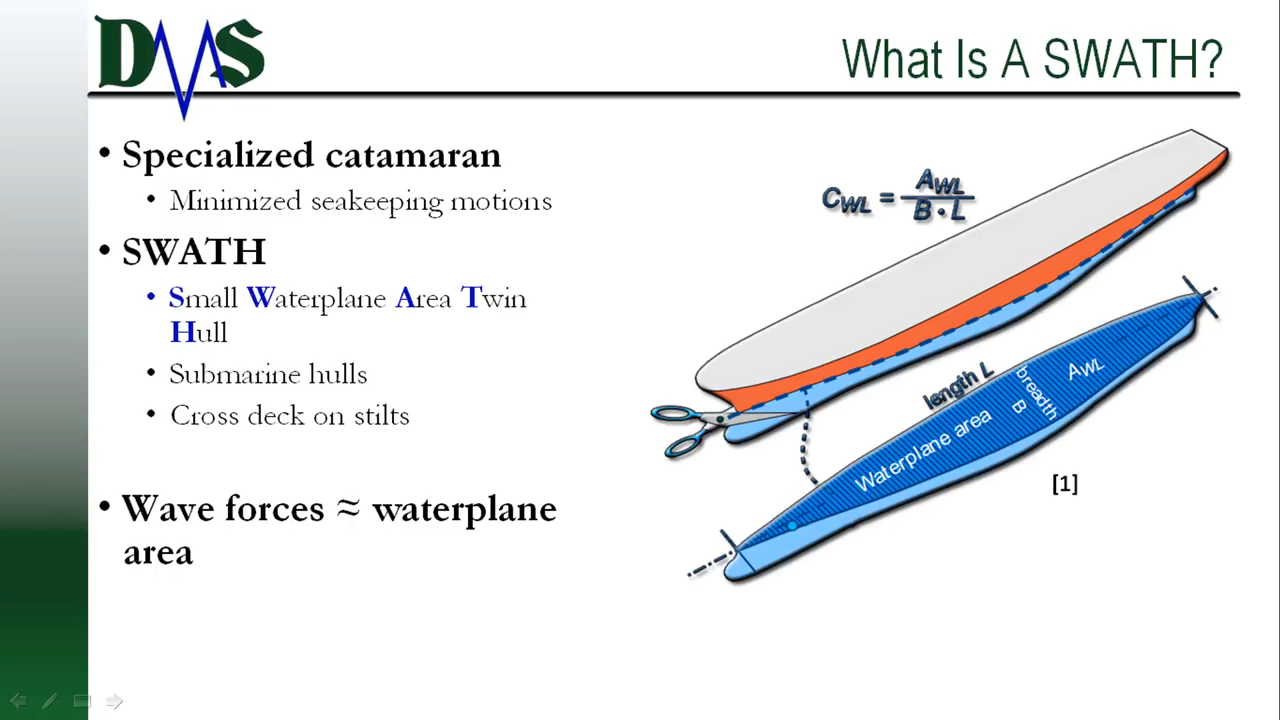 DMS
What Is A SWATH?
• Specialized catamaran
• Minimized seakeeping motions
• SWATH
• Small Waterplane Area Twin
Hull
• Submarine hulls
• Cross deck on stilts
• Wave forces ≈ waterplane
area
CWL = AWL
B · L
length L
breadth
B
AWL
Waterplane area
[1]